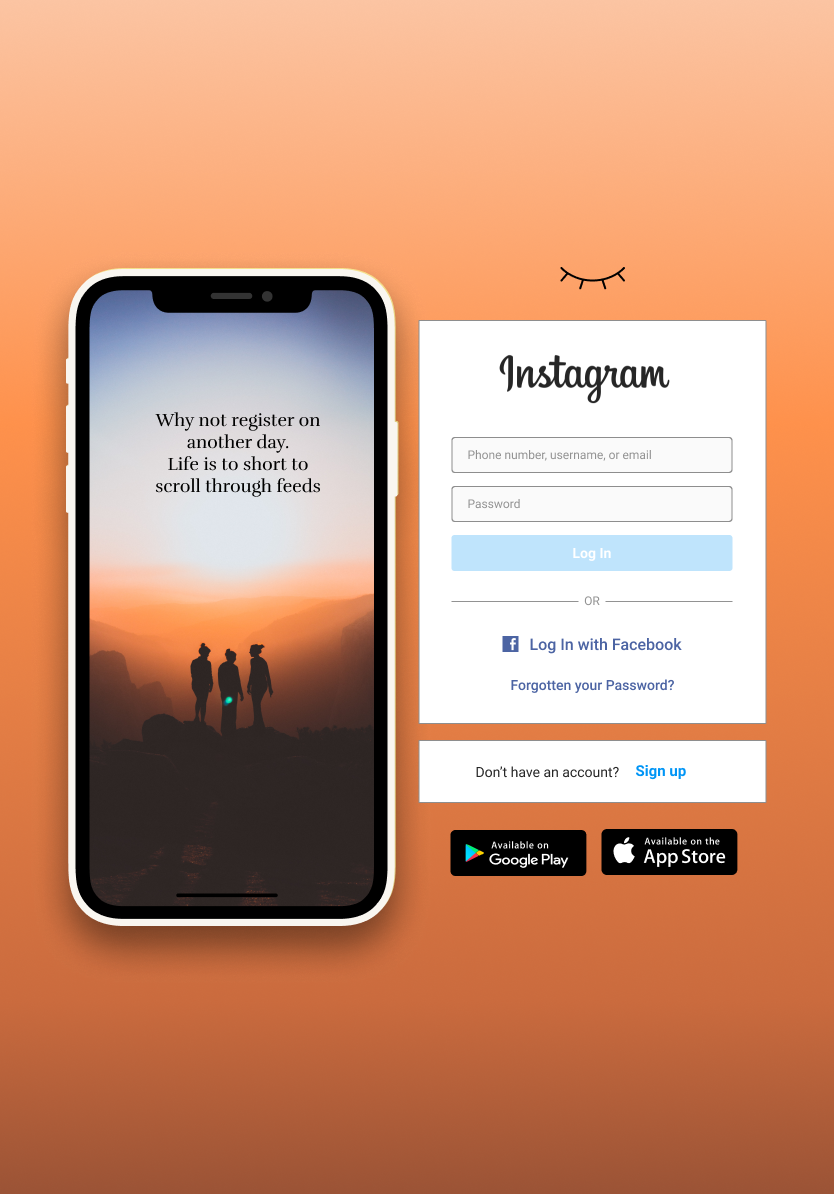 Why not register on
another day.
Life is to short to
scroll through feeds
Instagram
Phone number, username, or email
Password
Log In
OR
f Log In with Facebook
Forgotten your Password?
Don’t have an account? Sign up
Available on
Google Play
Available on the
App Store